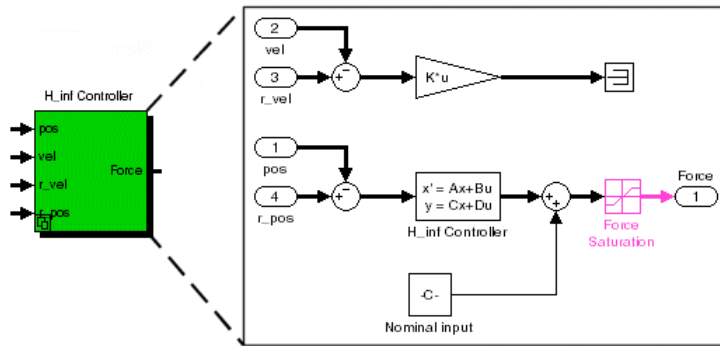 H_inf Controller
pos
vel
r_vel
r_pos
Force
2
vel
3
r_vel
K*u
1
pos
4
r_pos
x' = Ax+Bu
y = Cx+Du
H_inf Controller
-C-
Nominal input
Force
Saturation
Force
1